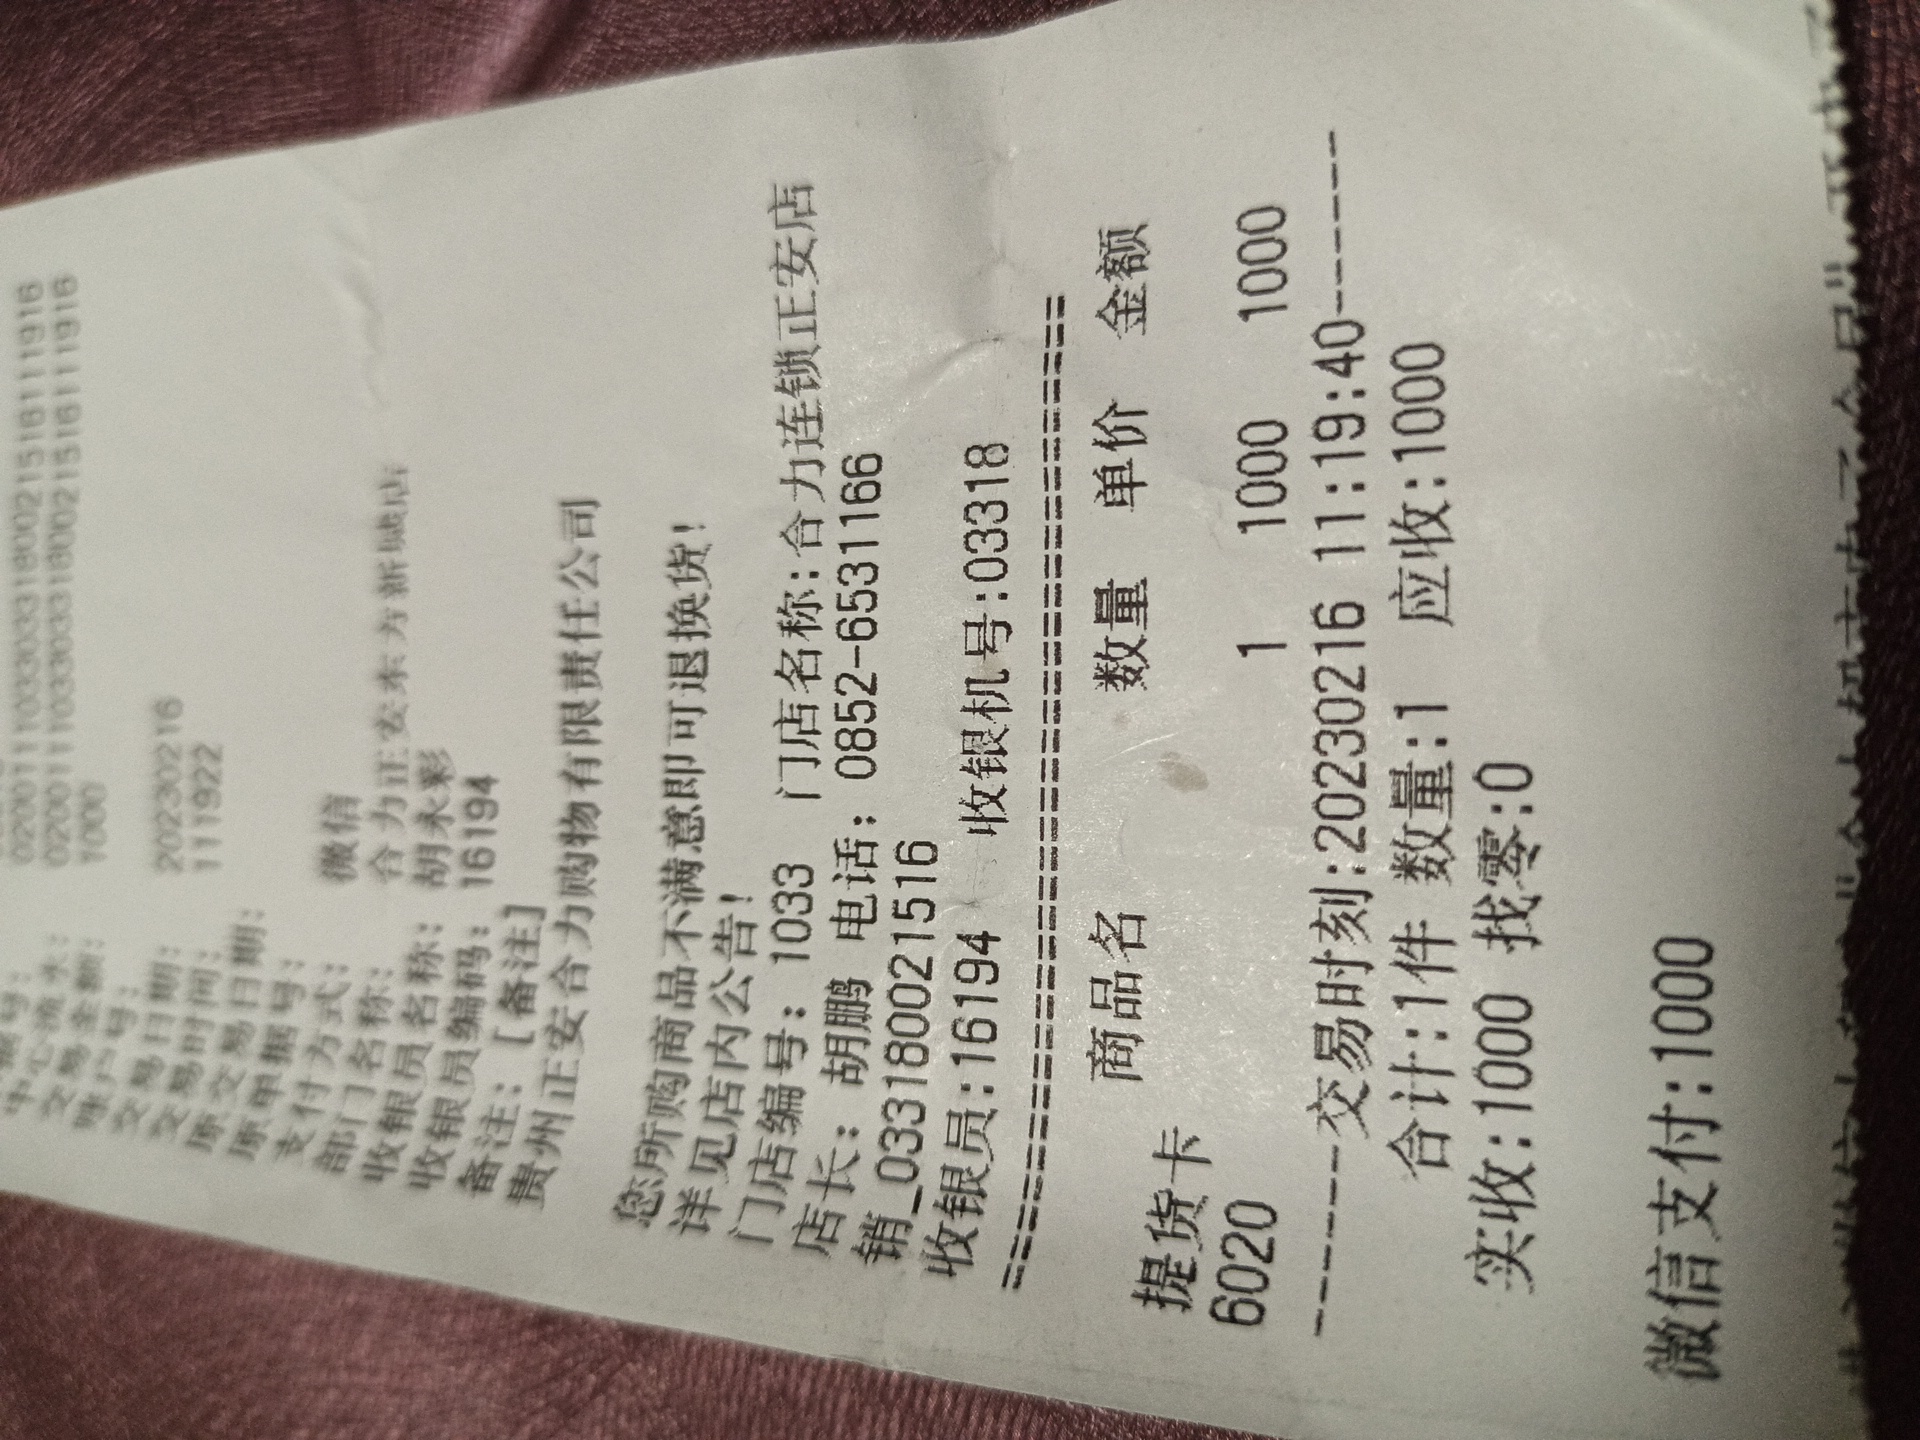 中心流水: 02001110330331800215161119 16
交易金额: 1000
账户号:
交易日期: 20230216
交易时间: 111922
原交易日期:
原单据号:
支付方式: 微信
部门名称: 合力正安东方新城店
收银员名称: 胡永彩
收银员编码: 16194
备注: [备注]
贵州正安合力购物有限责任公司
您所购商品不满意即可退换货!
详见店内公告!
门店编号: 1033 门店名称:合力连锁正安店
店长: 胡鹏 电话: 0852-6531166
销_03318002 1516
收银员:16194 收银机号:03318
商品名 数量 单价 金额
提货卡
6020 1 1000 1000
-----交易时刻:20230216 11:19:40------
合计:1件 数量:1 应收:1000
实收:1000 找零:0
微信支付:1000